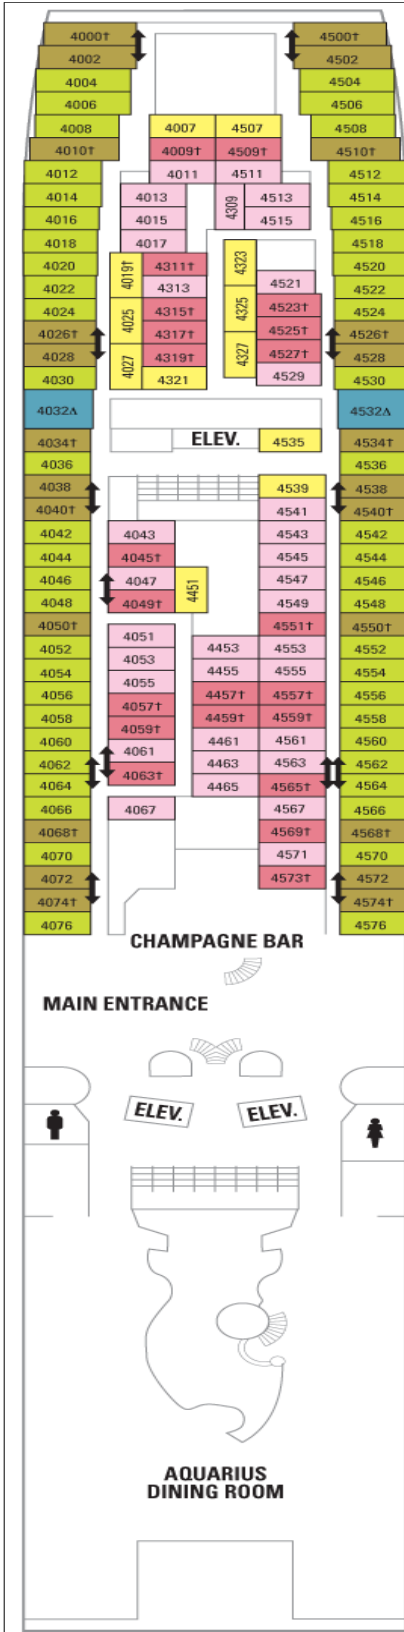 4000† 4500†
4002 4502
4004 4504
4006 4506
4008 4007 4507 4508
4010† 4009† 4509† 4510†
4012 4011 4511 4512
4014 4013 4309 4513 4514
4016 4015 4515 4516
4018 4017 4518
4020 4019† 4311† 4323 4520
4022 4313 4521 4522
4024 4025 4315† 4325 4523† 4524
4026† 4317† 4525† 4526†
4028 4027 4319† 4327 4527† 4528
4030 4321 4529 4530
4032Δ 4532Δ
4034† ELEV. 4535 4534†
4036 4536
4038 4539 4538
4040† 4541 4540†
4042 4043 4543 4542
4044 4045† 4545 4544
4046 4047 4451 4547 4546
4048 4049† 4549 4548
4050† 4551† 4550†
4052 4051 4453 4553 4552
4054 4053 4455 4555 4554
4056 4055 4457† 4557† 4556
4058 4057† 4459† 4559† 4558
4060 4059† 4461 4561 4560
4062 4061 4463 4563 4562
4064 4063† 4465 4565† 4564
4066 4067 4567 4566
4068† 4569† 4568†
4070 4571 4570
4072 4573† 4572
4074† 4574†
4076 4576
CHAMPAGNE BAR
MAIN ENTRANCE
ELEV. ELEV.
AQUARIUS
DINING ROOM